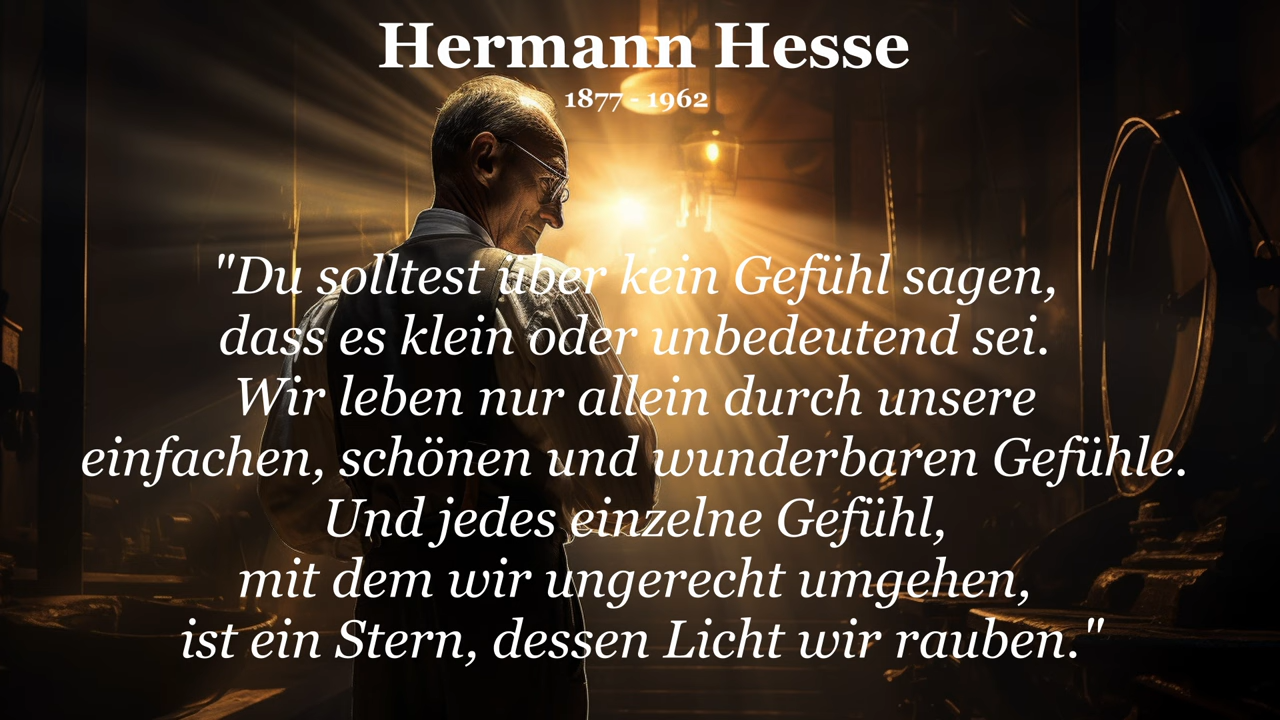 Hermann Hesse
1877 - 1962
"Du solltest über kein Gefühl sagen,
dass es klein oder unbedeutend sei.
Wir leben nur allein durch unsere
einfachen, schönen und wunderbaren Gefühle.
Und jedes einzelne Gefühl,
mit dem wir ungerecht umgehen,
ist ein Stern, dessen Licht wir rauben."